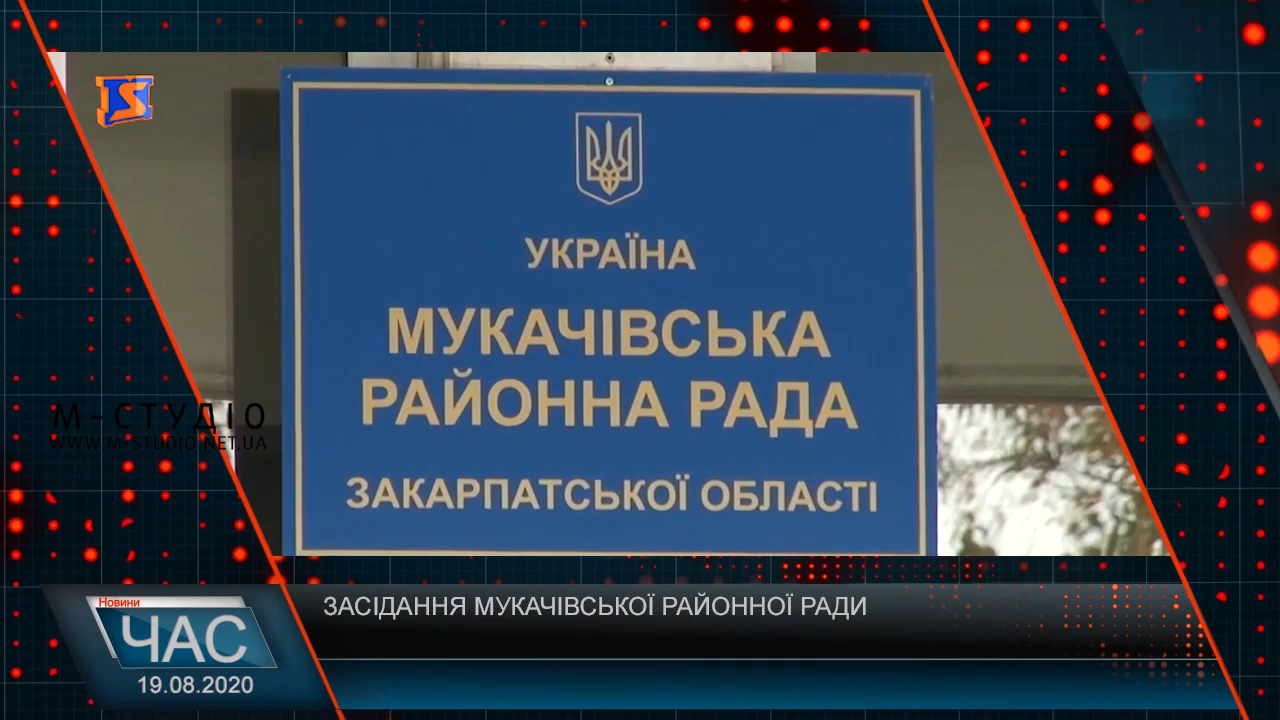 УКРАЇНА
МУКАЧІВСЬКА
РАЙОННА РАДА
ЗАКАРПАТСЬКОЇ ОБЛАСТІ
М-СТУДІО
WWW.M-STUDIO.NET.UA
ЗАСІДАННЯ МУКАЧІВСЬКОЇ РАЙОННОЇ РАДИ
Новини
ЧАС
19.08.2020